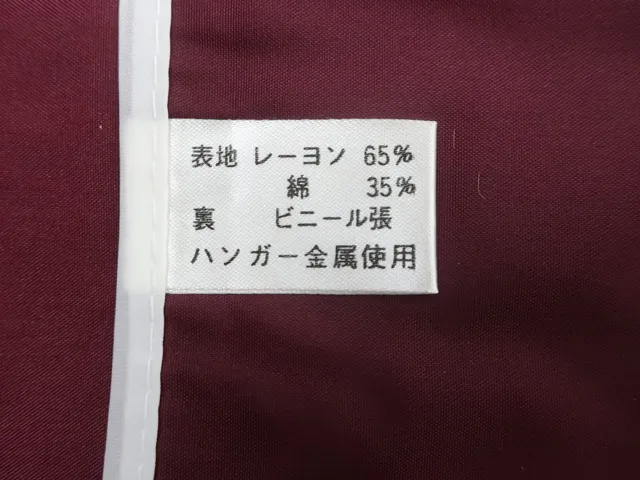 表地 レーヨン 65%
綿 35%
裏 ビニール張
ハンガー金属使用